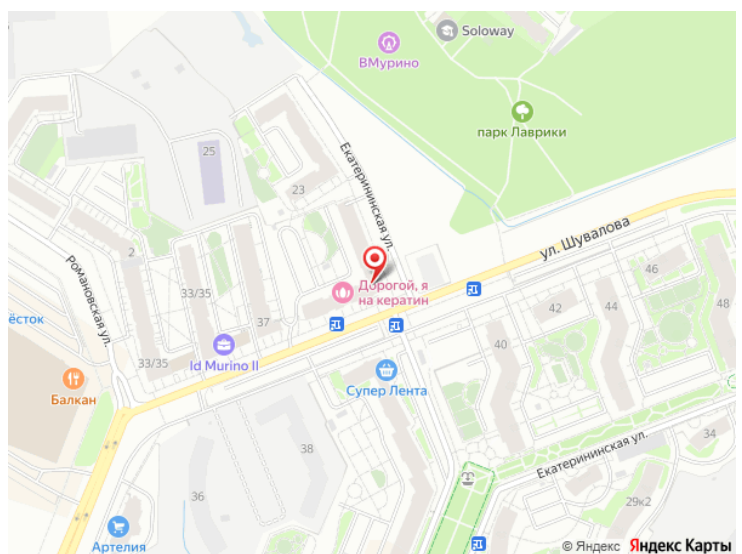 Soloway
ВМурино
парк Лаврики
25
23
Екатерининская ул.
ул. Шувалова
2
Романовская ул.
33/35
33/35
37
Дорогой, я
на кератин
46
42
44
48
40
ёсток
Id Murino II
Балкан
Супер Лента
38
36
Екатерининская ул.
34
29к2
Артелия
© Яндекс Яндекс Карты